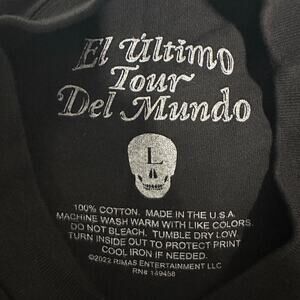 El Último
Tour
Del Mundo
L
100% COTTON. MADE IN THE U.S.A.
MACHINE WASH WARM WITH LIKE COLORS.
DO NOT BLEACH. TUMBLE DRY LOW.
TURN INSIDE OUT TO PROTECT PRINT
COOL IRON IF NEEDED.
©2022 RIMAS ENTERTAINMENT LLC
RN# 149458